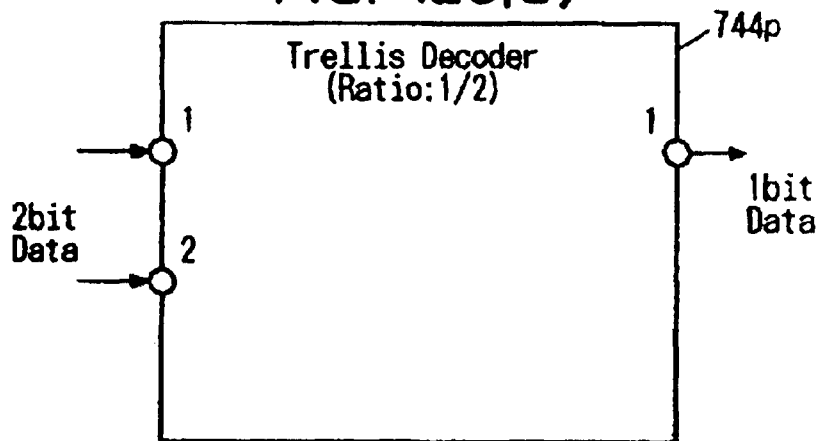 744p
Trellis Decoder
(Ratio:1/2)
1
1
2bit
Data
1bit
Data
2